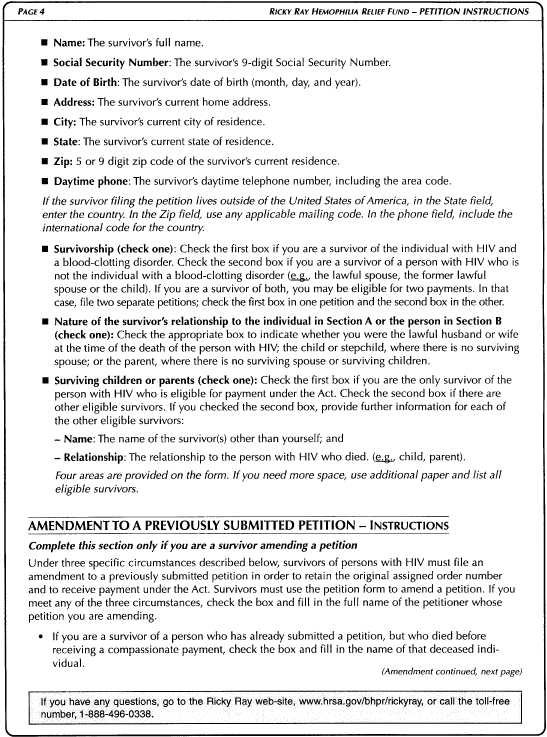 PAGE 4 RICKY RAY HEMOPHILIA RELIEF FUND – PETITION INSTRUCTIONS
■ Name: The survivor's full name.
■ Social Security Number: The survivor's 9-digit Social Security Number.
■ Date of Birth: The survivor's date of birth (month, day, and year).
■ Address: The survivor's current home address.
■ City: The survivor's current city of residence.
■ State: The survivor's current state of residence.
■ Zip: 5 or 9 digit zip code of the survivor's current residence.
■ Daytime phone: The survivor's daytime telephone number, including the area code.
If the survivor filing the petition lives outside of the United States of America, in the State field,
enter the country. In the Zip field, use any applicable mailing code. In the phone field, include the
international code for the country.
■ Survivorship (check one): Check the first box if you are a survivor of the individual with HIV and
a blood-clotting disorder. Check the second box if you are a survivor of a person with HIV who is
not the individual with a blood-clotting disorder (e.g., the lawful spouse, the former lawful
spouse or the child). If you are a survivor of both, you may be eligible for two payments. In that
case, file two separate petitions; check the first box in one petition and the second box in the other.
■ Nature of the survivor's relationship to the individual in Section A or the person in Section B
(check one): Check the appropriate box to indicate whether you were the lawful husband or wife
at the time of the death of the person with HIV; the child or stepchild, where there is no surviving
spouse; or the parent, where there is no surviving spouse or surviving children.
■ Surviving children or parents (check one): Check the first box if you are the only survivor of the
person with HIV who is eligible for payment under the Act. Check the second box if there are
other eligible survivors. If you checked the second box, provide further information for each of
the other eligible survivors:
– Name: The name of the survivor(s) other than yourself; and
– Relationship: The relationship to the person with HIV who died. (e.g., child, parent).
Four areas are provided on the form. If you need more space, use additional paper and list all
eligible survivors.
AMENDMENT TO A PREVIOUSLY SUBMITTED PETITION – INSTRUCTIONS
Complete this section only if you are a survivor amending a petition
Under three specific circumstances described below, survivors of persons with HIV must file an
amendment to a previously submitted petition in order to retain the original assigned order number
and to receive payment under the Act. Survivors must use the petition form to amend a petition. If you
meet any of the three circumstances, check the box and fill in the full name of the petitioner whose
petition you are amending.
• If you are a survivor of a person who has already submitted a petition, but who died before
receiving a compassionate payment, check the box and fill in the name of that deceased indi-
vidual.
(Amendment continued, next page)
If you have any questions, go to the Ricky Ray web-site, www.hrsa.gov/bhpr/rickyray, or call the toll-free
number, 1-888-496-0338.